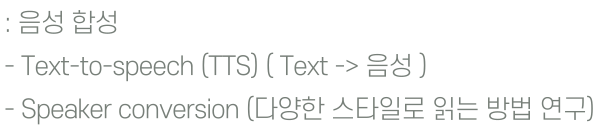 : 음성 합성
- Text-to-speech (TTS) ( Text -> 음성 )
- Speaker conversion (다양한 스타일로 읽는 방법 연구)